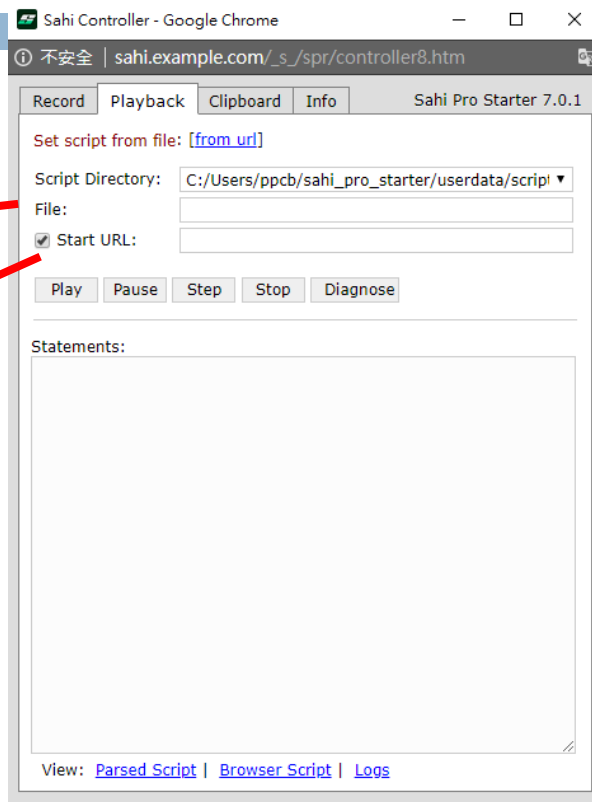 Sahi Controller - Google Chrome
不安全 | sahi.example.com/_s_/spr/controller8.htm
Record Playback Clipboard Info Sahi Pro Starter 7.0.1
Set script from file: [from url]
Script Directory: C:/Users/ppcb/sahi_pro_starter/userdata/script
File:
Start URL:
Play Pause Step Stop Diagnose
Statements:
View: Parsed Script | Browser Script | Logs